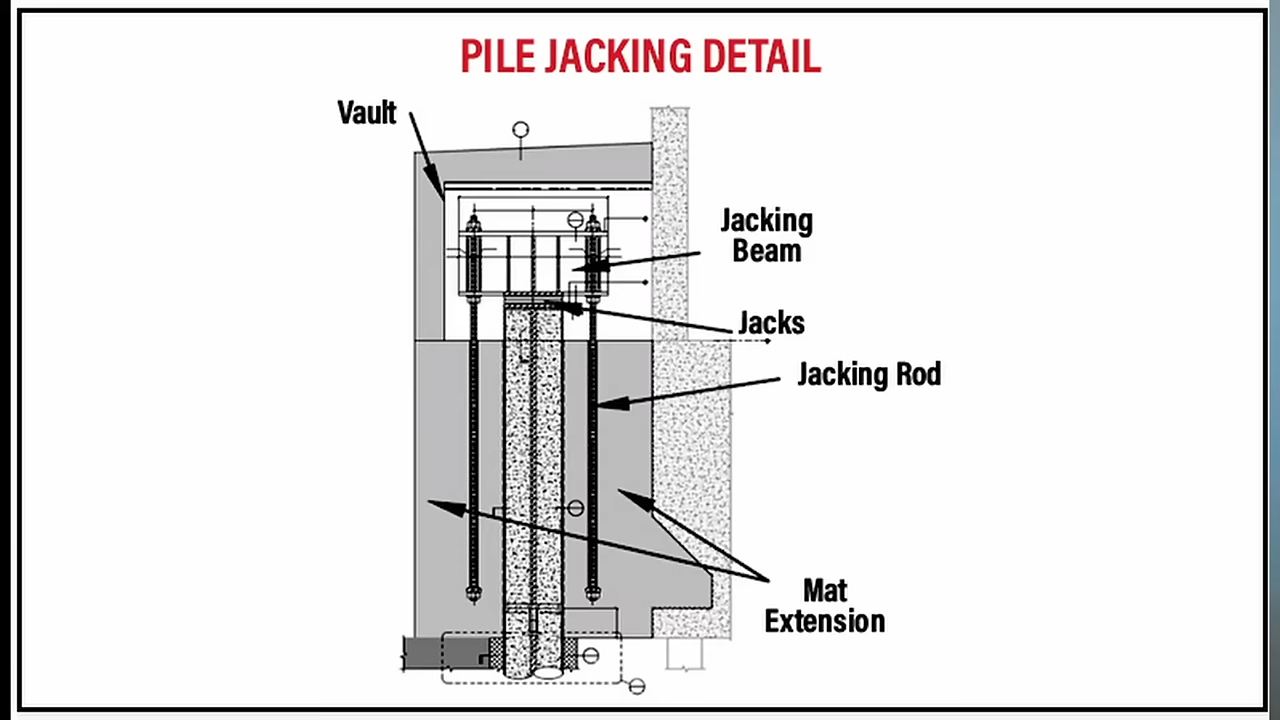 PILE JACKING DETAIL
Vault
Jacking
Beam
Jacks
Jacking Rod
Mat
Extension